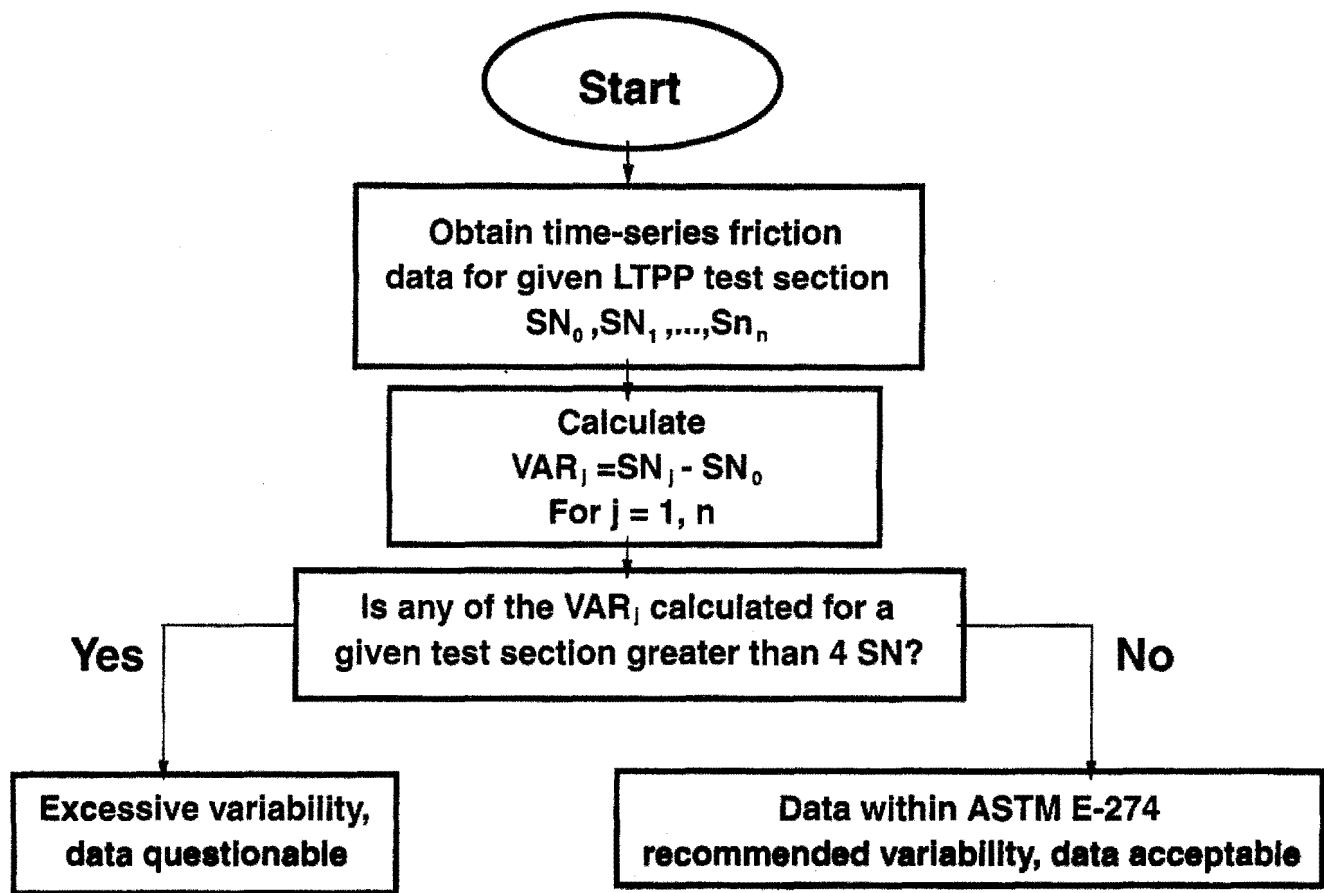 Start
Obtain time-series friction
data for given LTPP test section
SN₀ ,SN₁ ,...,Snₙ
Calculate
VARⱼ =SNⱼ - SN₀
For j = 1, n
Is any of the VARⱼ calculated for a
given test section greater than 4 SN?
Yes
No
Excessive variability,
data questionable
Data within ASTM E-274
recommended variability, data acceptable